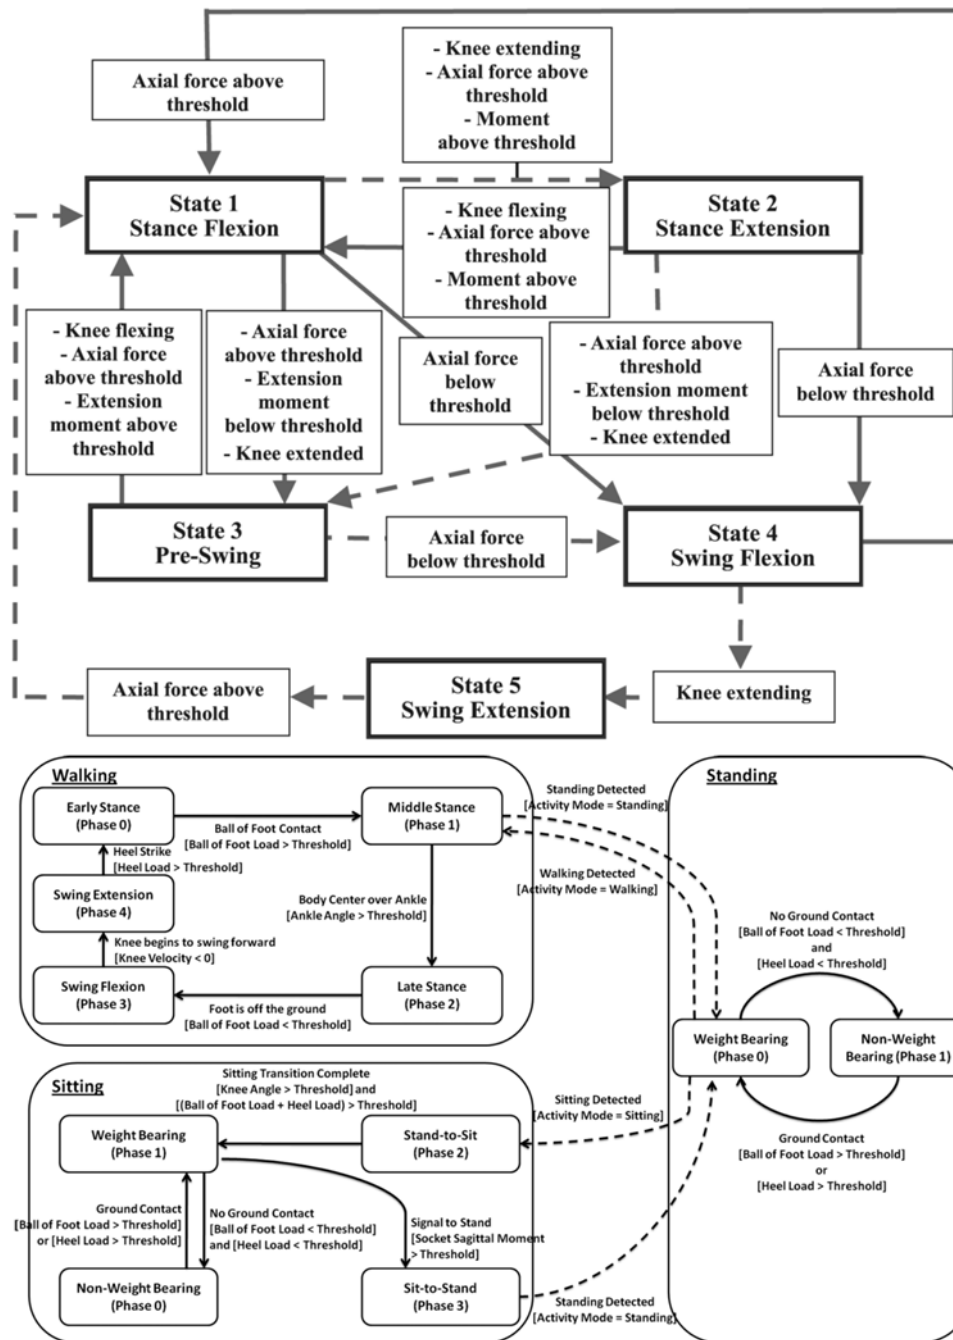 Axial force above
threshold
- Knee extending
- Axial force above
threshold
- Moment
above threshold
State 1
Stance Flexion
- Knee flexing
- Axial force above
threshold
- Moment above
threshold
State 2
Stance Extension
- Knee flexing
- Axial force
above threshold
- Extension
moment above
threshold
- Axial force
above threshold
- Extension
moment
below threshold
- Knee extended
Axial force
below
threshold
- Axial force above
threshold
- Extension moment
below threshold
- Knee extended
Axial force
below threshold
State 3
Pre-Swing
Axial force
below threshold
State 4
Swing Flexion
Axial force above
threshold
State 5
Swing Extension
Knee extending
Walking
Early Stance
(Phase 0)
Ball of Foot Contact
[Ball of Foot Load > Threshold]
Middle Stance
(Phase 1)
Heel Strike
[Heel Load > Threshold]
Swing Extension
(Phase 4)
Body Center over Ankle
[Ankle Angle > Threshold]
Knee begins to swing forward
[Knee Velocity < 0]
Swing Flexion
(Phase 3)
Foot is off the ground
[Ball of Foot Load < Threshold]
Late Stance
(Phase 2)
Standing Detected
[Activity Mode = Standing]
Walking Detected
[Activity Mode = Walking]
Standing
No Ground Contact
[Ball of Foot Load < Threshold]
and
[Heel Load < Threshold]
Weight Bearing
(Phase 0)
Non-Weight
Bearing (Phase 1)
Ground Contact
[Ball of Foot Load > Threshold]
or
[Heel Load > Threshold]
Sitting
Sitting Transition Complete
[Knee Angle > Threshold] and
[(Ball of Foot Load + Heel Load) > Threshold]
Weight Bearing
(Phase 1)
Stand-to-Sit
(Phase 2)
Sitting Detected
[Activity Mode = Sitting]
Ground Contact
[Ball of Foot Load > Threshold]
or [Heel Load > Threshold]
No Ground Contact
[Ball of Foot Load < Threshold]
and [Heel Load < Threshold]
Signal to Stand
[Socket Sagittal Moment
> Threshold]
Non-Weight Bearing
(Phase 0)
Sit-to-Stand
(Phase 3)
Standing Detected
[Activity Mode = Standing]